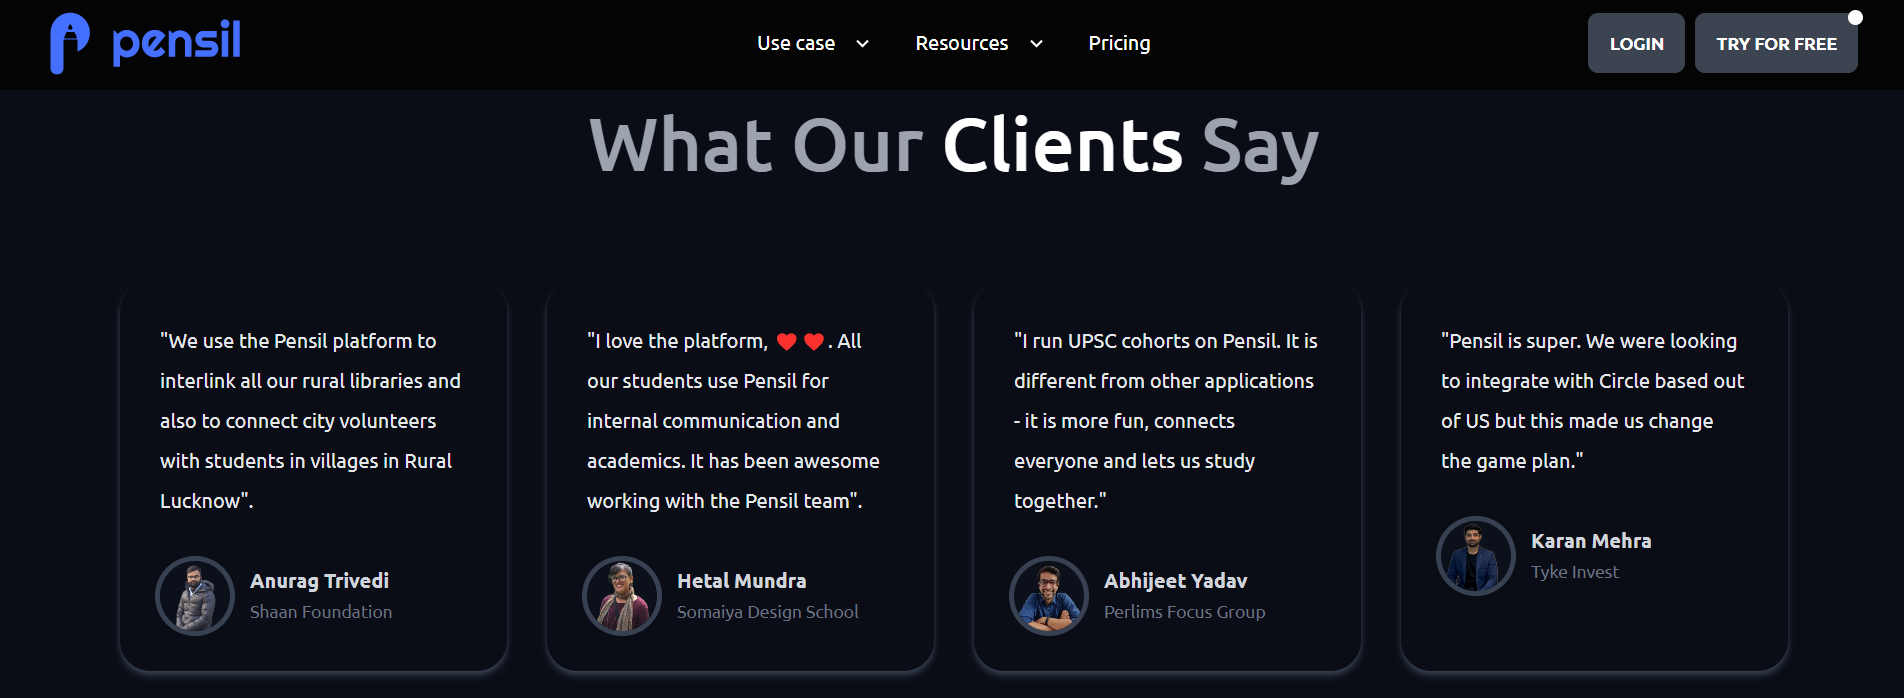 pensil
Use case
Resources
Pricing
LOGIN
TRY FOR FREE
What Our Clients Say
"We use the Pensil platform to
interlink all our rural libraries and
also to connect city volunteers
with students in villages in Rural
Lucknow".
Anurag Trivedi
Shaan Foundation
"I love the platform, ❤️❤️. All
our students use Pensil for
internal communication and
academics. It has been awesome
working with the Pensil team".
Hetal Mundra
Somaiya Design School
"I run UPSC cohorts on Pensil. It is
different from other applications
- it is more fun, connects
everyone and lets us study
together."
Abhijeet Yadav
Perlims Focus Group
"Pensil is super. We were looking
to integrate with Circle based out
of US but this made us change
the game plan."
Karan Mehra
Tyke Invest